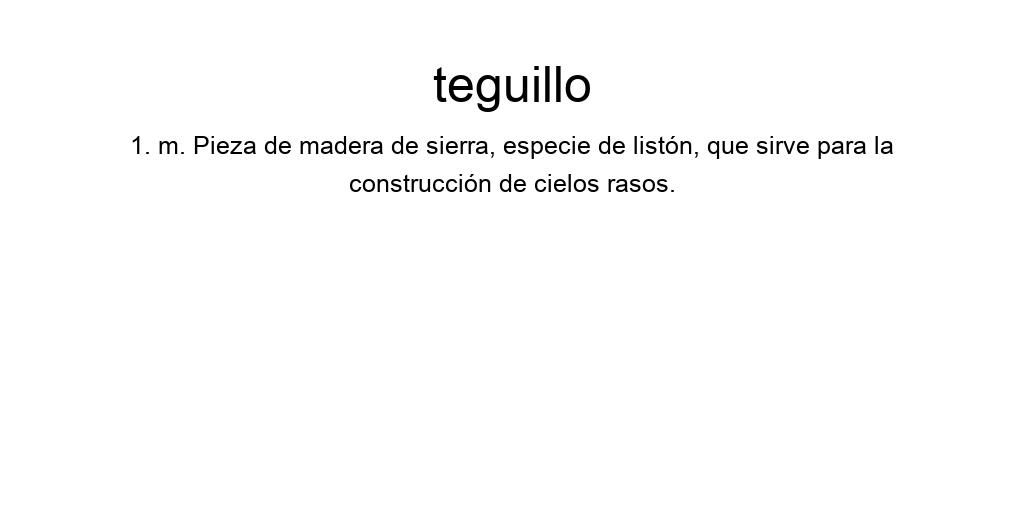 teguillo
1. m. Pieza de madera de sierra, especie de listón, que sirve para la
construcción de cielos rasos.